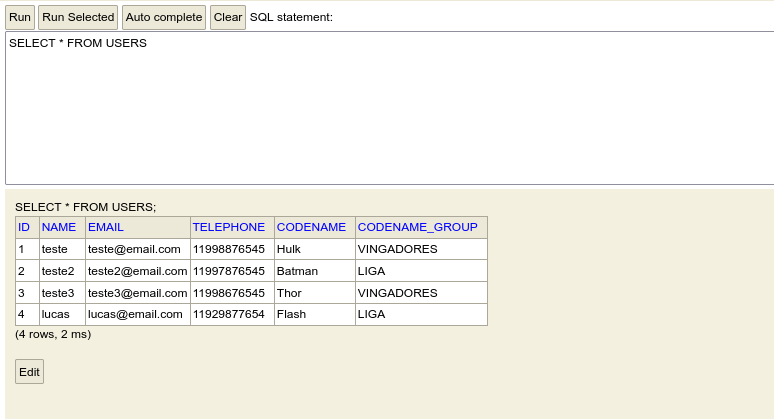 Run Run Selected Auto complete Clear SQL statement:
SELECT * FROM USERS
SELECT * FROM USERS;
ID NAME EMAIL TELEPHONE CODENAME CODENAME_GROUP
1 teste teste@email.com 11998876545 Hulk VINGADORES
2 teste2 teste2@email.com 11997876545 Batman LIGA
3 teste3 teste3@email.com 11998676545 Thor VINGADORES
4 lucas lucas@email.com 11929877654 Flash LIGA
(4 rows, 2 ms)
Edit